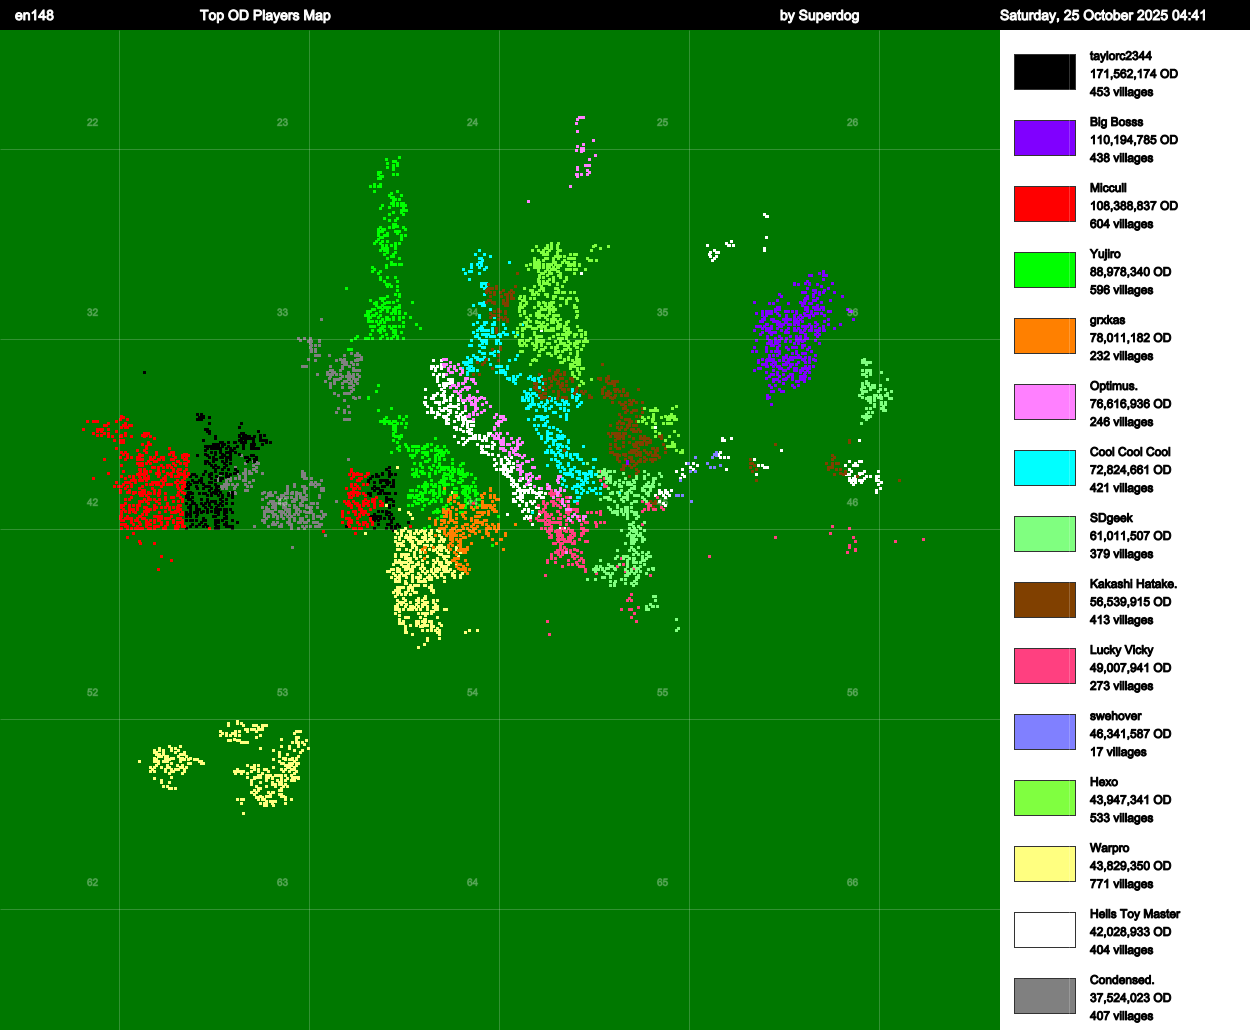 en148 Top OD Players Map by Superdog Saturday, 25 October 2025 04:41
taylorc2344
171,562,174 OD
453 villages
Big Bosss
110,194,785 OD
438 villages
Miccull
108,388,837 OD
604 villages
Yujiro
88,978,340 OD
596 villages
grxkas
78,011,182 OD
232 villages
Optimus.
76,616,936 OD
246 villages
Cool Cool Cool
72,824,661 OD
421 villages
SDgeek
61,011,507 OD
379 villages
Kakashi Hatake.
56,539,915 OD
413 villages
Lucky Vicky
49,007,941 OD
273 villages
swehover
46,341,587 OD
17 villages
Hexo
43,947,341 OD
533 villages
Warpro
43,829,350 OD
771 villages
Hells Toy Master
42,028,933 OD
404 villages
Condensed.
37,524,023 OD
407 villages
22 23 24 25 26
32 33 34 35 36
42 46
52 53 54 55 56
62 63 64 65 66